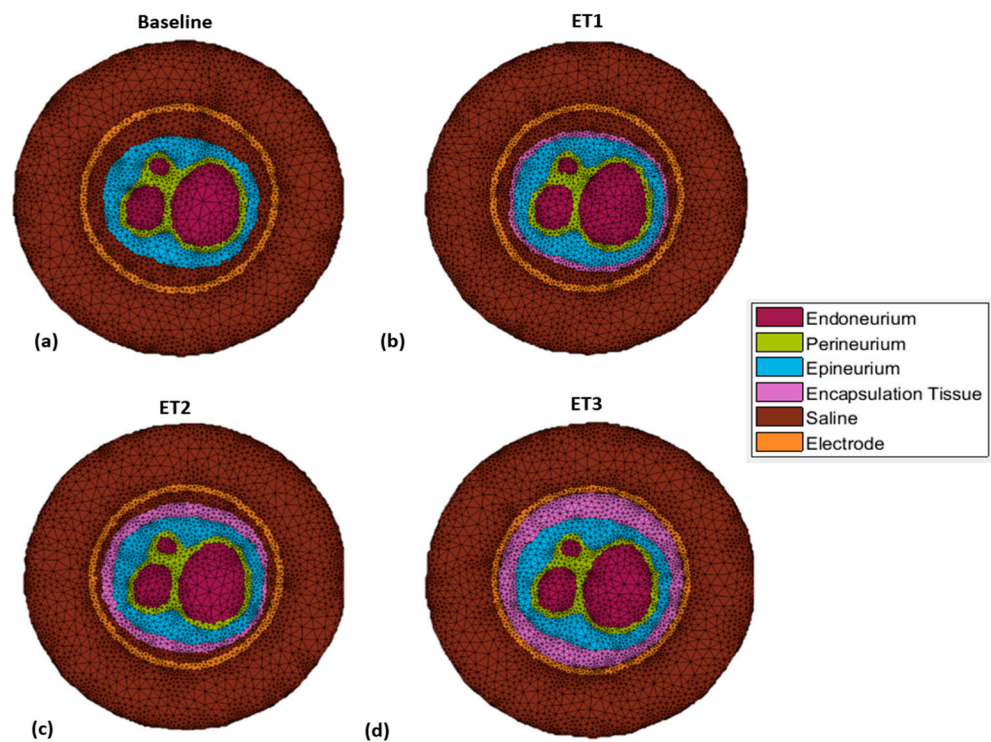 Baseline
ET1
(a)
(b)
Endoneurium
Perineurium
Epineurium
Encapsulation Tissue
Saline
Electrode
ET2
ET3
(c)
(d)